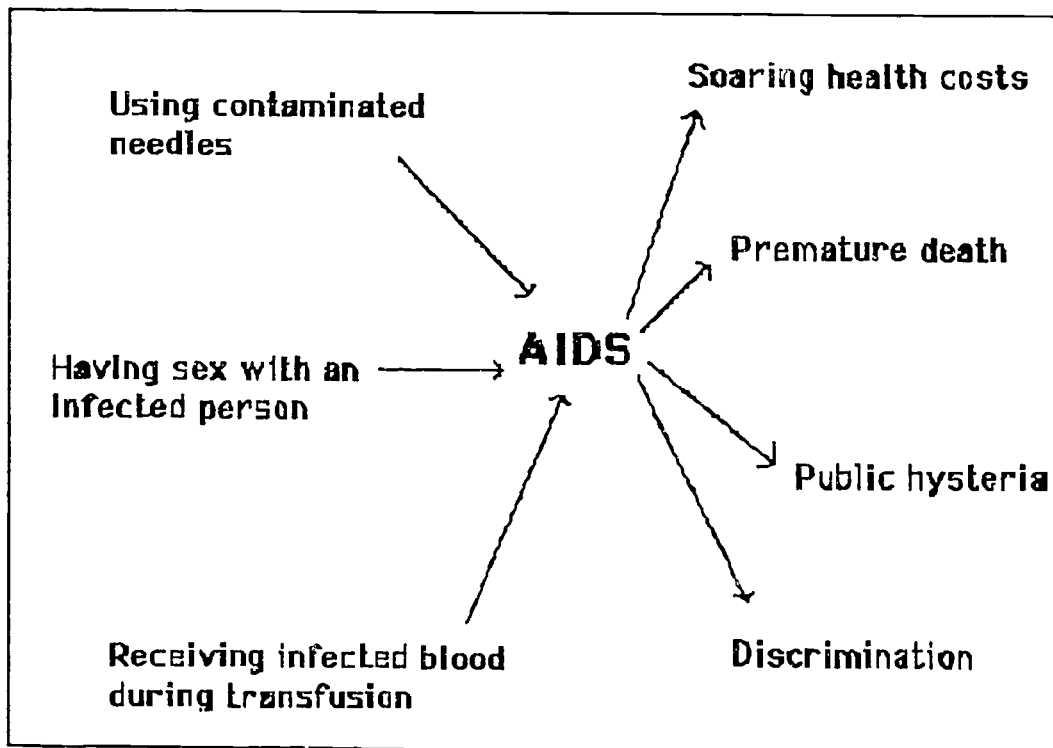 Using contaminated
needles
Having sex with an
infected person
Receiving infected blood
during transfusion
AIDS
Soaring health costs
Premature death
Public hysteria
Discrimination